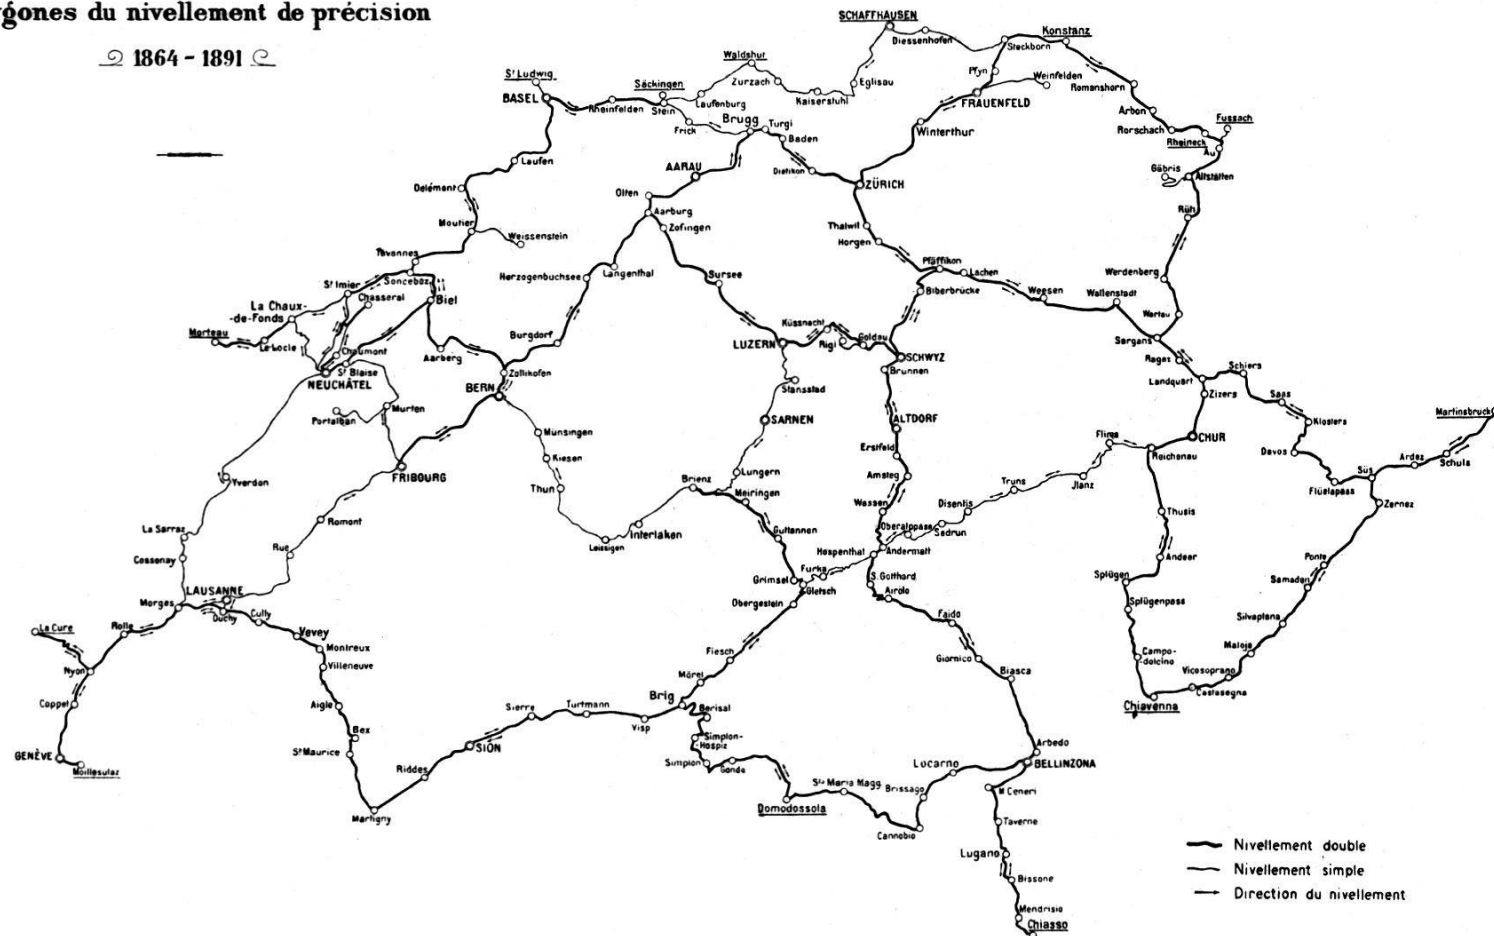 gones du nivellement de précision
1864 - 1891
SCHAFFHAUSEN
Diessenhofen
Konstanz
Steckborn
Waldshut
St Ludwig
Säckingen
Zurzach
Eglisau
Pfyn
Weinfelden
Romanshorn
BASEL
Rheinfelden
Stein
Laufenburg
Kaiserstuhl
FRAUENFELD
Arbon
Fussach
Frick
Brugg
Turgi
Baden
Winterthur
Rorschach
Rheineck
Au
Laufen
AARAU
Dietikon
ZÜRICH
Gäbris
Altstätten
Delémont
Olten
Aarburg
Zofingen
Rüti
Moutier
Weissenstein
Thalwil
Horgen
Tavannes
Sonceboz
Herzogenbuchsee
Langenthal
Sursee
Pfäffikon
Lachen
Werdenberg
St Imier
Chasseral
Biel
Biberbrücke
Weesen
Wallenstadt
La Chaux-
-de-Fonds
Wartau
Morteau
Le Locle
Chaumont
Aarberg
Burgdorf
LUZERN
Küssnacht
Rigi
Goldau
SCHWYZ
Sargans
Ragaz
St Blaise
NEUCHÂTEL
Zollikofen
BERN
Stansstad
Brunnen
Landquart
Schiers
Zizers
Saas
Portalban
Murten
SARNEN
ALTDORF
Klosters
Martinsbruck
Münsingen
Erstfeld
Flims
Reichenau
CHUR
Davos
Kiesen
FRIBOURG
Yverdon
Thun
Brienz
Lungern
Meiringen
Amsteg
Truns
Jlanz
Flüelapass
Süs
Ardez
Schuls
Zernez
Romont
Wassen
Disentis
Thusis
La Sarraz
Interlaken
Leissigen
Guttannen
Oberalppass
Sedrun
Rue
Cossonay
Hospenthal
Andermatt
Andeer
Ponte
LAUSANNE
Grimsel
Furka
Gletsch
S. Gotthard
Airolo
Splügen
Samaden
Morges
Duchy
Cully
Obergesteln
Splügenpass
La Cure
Rolle
Vevey
Faido
Silvaplana
Nyon
Montreux
Villeneuve
Fiesch
Giornico
Campo-
-dolcino
Maloja
Mörel
Biasca
Vicosoprano
Castasegna
Coppet
Aigle
Brig
Berisal
Chiavenna
Sierre
Turtmann
Visp
Bex
St Maurice
SION
Simplon-
-Hospiz
Simplon
Gondo
Arbedo
BELLINZONA
GENÈVE
Moillesulaz
Riddes
Locarno
Sta Maria Magg.
Brissago
M. Ceneri
Martigny
Domodossola
Cannobio
Taverne
Lugano
Bissone
Mendrisio
Chiasso
Nivellement double
Nivellement simple
Direction du nivellement